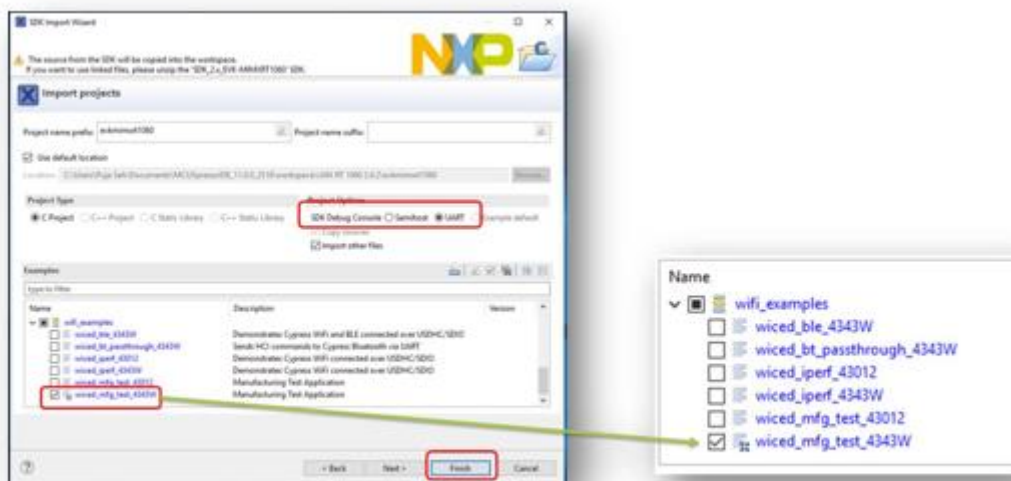 SDK Import Wizard
The source from the SDK will be copied into the workspace.
If you want to use linked files, please unzip the 'SDK_2.x_EVK-MIMXRT1060' SDK.
NXP
Import projects
Project name prefix: evkmimxrt1060
Project name suffix:
Use default location
Location:
Browse...
Project Type
Project Options
C Project C++ Project C Static Library C++ Static Library
SDK Debug Console Semihost UART Example default
Copy sources
Import other files
Examples
type to filter
Name Description Version
wifi_examples
wiced_ble_4343W Demonstrates Cypress WiFi and BLE connected over USDHC/SDIO
wiced_bt_passthrough_4343W Sends HCI commands to Cypress Bluetooth via UART
wiced_iperf_43012 Demonstrates Cypress WiFi connected over USDHC/SDIO
wiced_iperf_4343W Demonstrates Cypress WiFi connected over USDHC/SDIO
wiced_mfg_test_43012 Manufacturing Test Application
wiced_mfg_test_4343W Manufacturing Test Application
< Back Next > Finish Cancel
Name
wifi_examples
wiced_ble_4343W
wiced_bt_passthrough_4343W
wiced_iperf_43012
wiced_iperf_4343W
wiced_mfg_test_43012
wiced_mfg_test_4343W